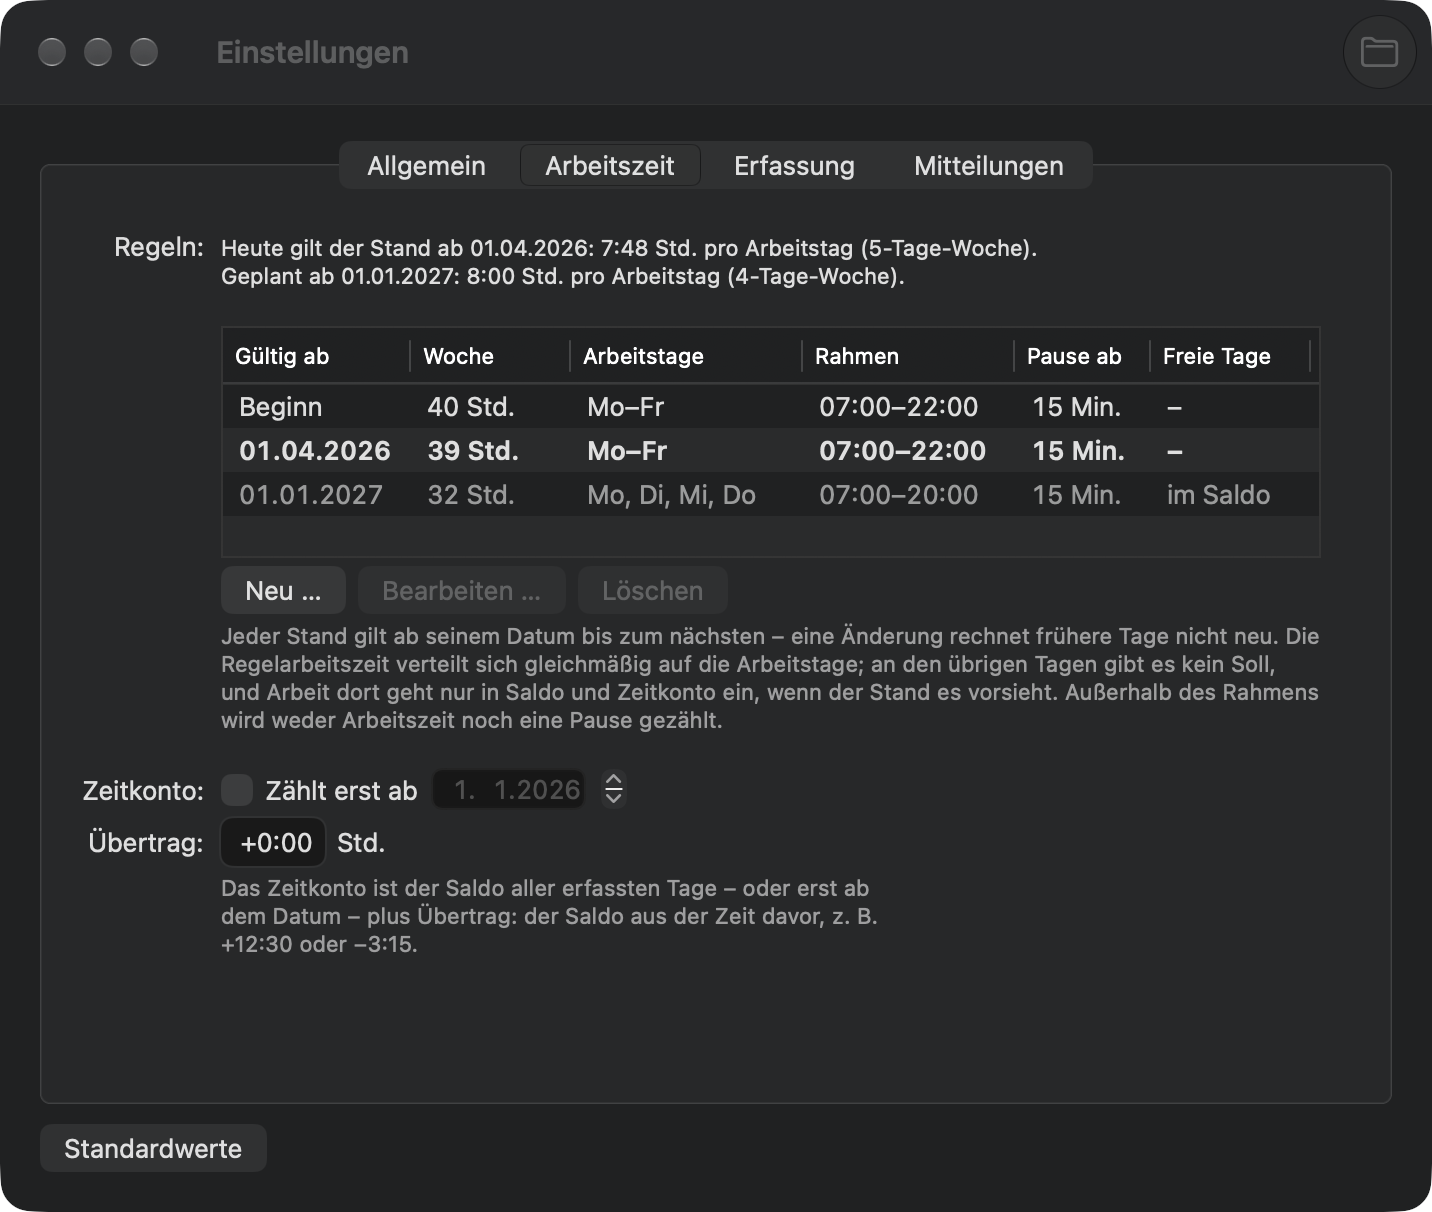 Einstellungen
Allgemein Arbeitszeit Erfassung Mitteilungen
Regeln: Heute gilt der Stand ab 01.04.2026: 7:48 Std. pro Arbeitstag (5-Tage-Woche).
Geplant ab 01.01.2027: 8:00 Std. pro Arbeitstag (4-Tage-Woche).
Gültig ab Woche Arbeitstage Rahmen Pause ab Freie Tage
Beginn 40 Std. Mo–Fr 07:00–22:00 15 Min. –
01.04.2026 39 Std. Mo–Fr 07:00–22:00 15 Min. –
01.01.2027 32 Std. Mo, Di, Mi, Do 07:00–20:00 15 Min. im Saldo
Neu ... Bearbeiten ... Löschen
Jeder Stand gilt ab seinem Datum bis zum nächsten – eine Änderung rechnet frühere Tage nicht neu. Die
Regelarbeitszeit verteilt sich gleichmäßig auf die Arbeitstage; an den übrigen Tagen gibt es kein Soll,
und Arbeit dort geht nur in Saldo und Zeitkonto ein, wenn der Stand es vorsieht. Außerhalb des Rahmens
wird weder Arbeitszeit noch eine Pause gezählt.
Zeitkonto: Zählt erst ab 1. 1.2026
Übertrag: +0:00 Std.
Das Zeitkonto ist der Saldo aller erfassten Tage – oder erst ab
dem Datum – plus Übertrag: der Saldo aus der Zeit davor, z. B.
+12:30 oder −3:15.
Standardwerte